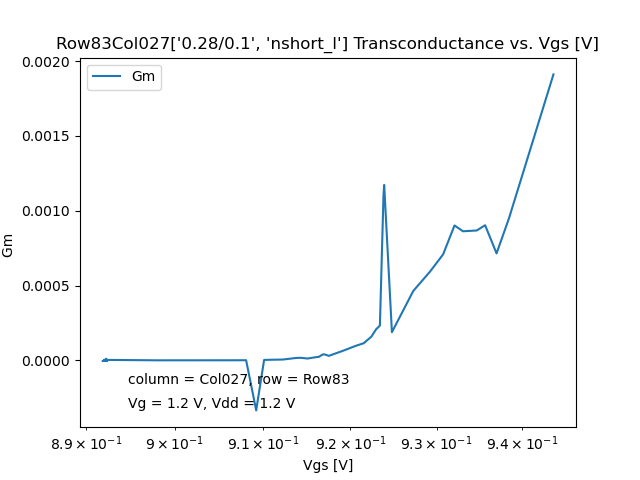 Row83Col027['0.28/0.1', 'nshort_l'] Transconductance vs. Vgs [V]
Gm
0.0020
0.0015
0.0010
0.0005
0.0000
Gm
column = Col027, row = Row83
Vg = 1.2 V, Vdd = 1.2 V
8.9 × 10⁻¹ 9 × 10⁻¹ 9.1 × 10⁻¹ 9.2 × 10⁻¹ 9.3 × 10⁻¹ 9.4 × 10⁻¹
Vgs [V]